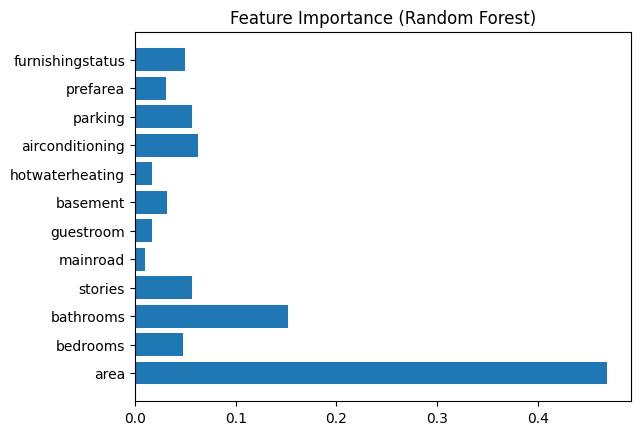 Feature Importance (Random Forest)
furnishingstatus
prefarea
parking
airconditioning
hotwaterheating
basement
guestroom
mainroad
stories
bathrooms
bedrooms
area
0.0 0.1 0.2 0.3 0.4